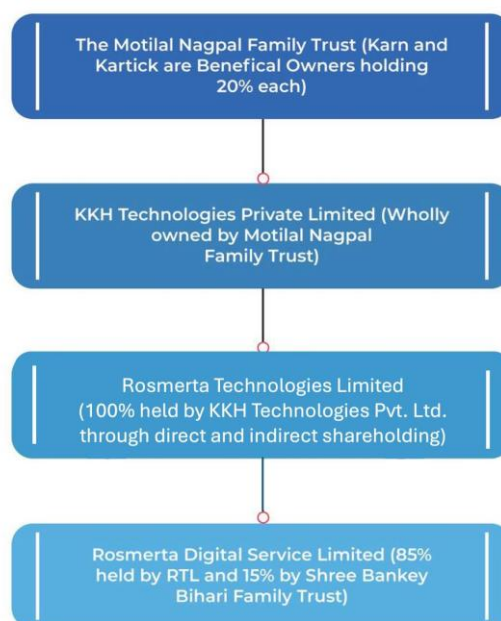 The Motilal Nagpal Family Trust (Karn and
Kartick are Benefical Owners holding
20% each)
KKH Technologies Private Limited (Wholly
owned by Motilal Nagpal
Family Trust)
Rosmerta Technologies Limited
(100% held by KKH Technologies Pvt. Ltd.
through direct and indirect shareholding)
Rosmerta Digital Service Limited (85%
held by RTL and 15% by Shree Bankey
Bihari Family Trust)